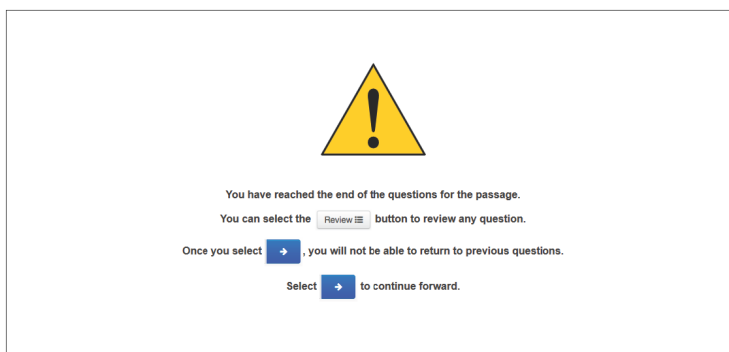 You have reached the end of the questions for the passage.
You can select the Review button to review any question.
Once you select , you will not be able to return to previous questions.
Select to continue forward.